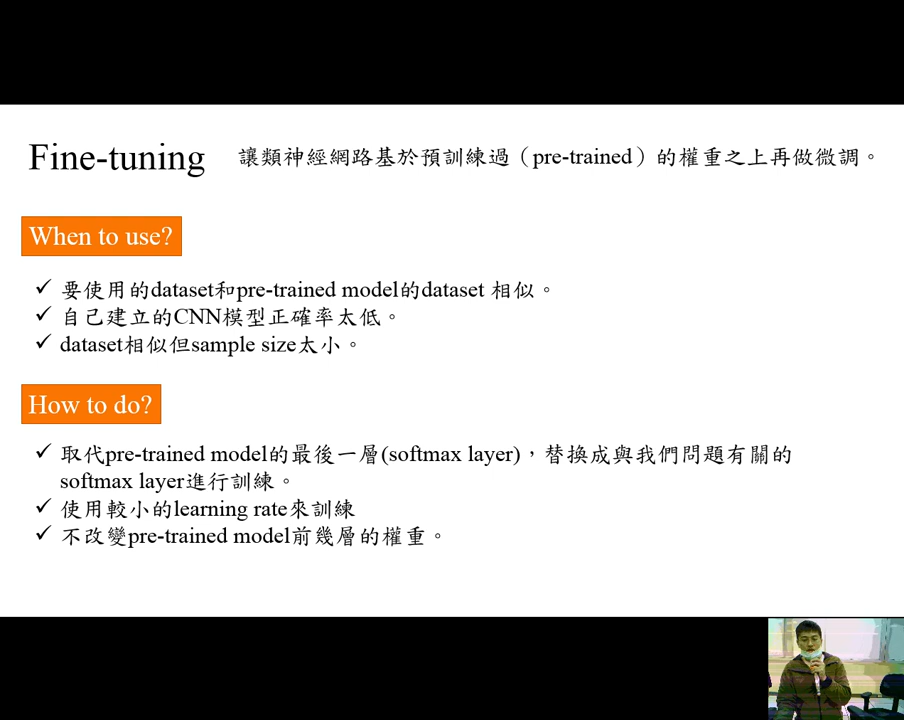 Fine-tuning 讓類神經網路基於預訓練過（pre-trained）的權重之上再做微調。
When to use?
✓ 要使用的dataset和pre-trained model的dataset 相似。
✓ 自己建立的CNN模型正確率太低。
✓ dataset相似但sample size太小。
How to do?
✓ 取代pre-trained model的最後一層(softmax layer)，替換成與我們問題有關的
softmax layer進行訓練。
✓ 使用較小的learning rate來訓練
✓ 不改變pre-trained model前幾層的權重。